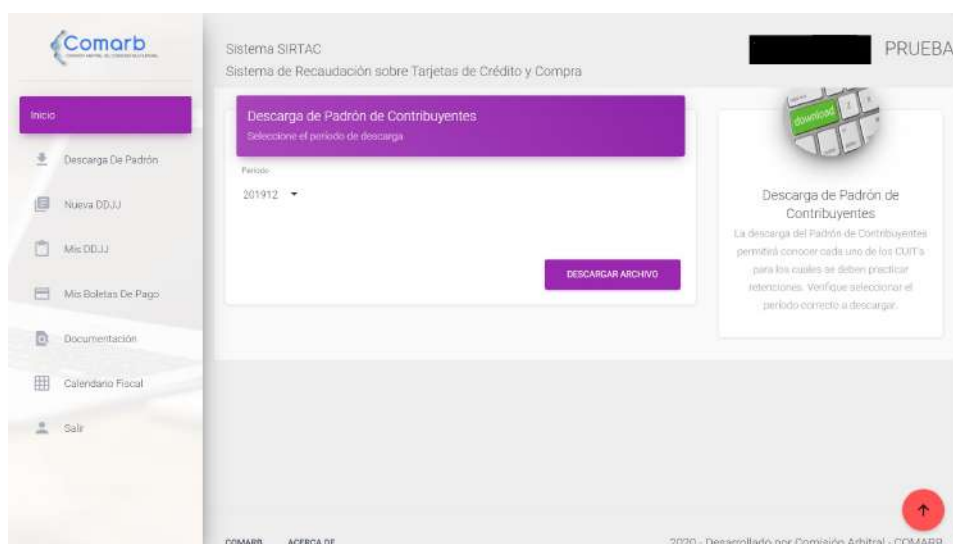 Comarb
Sistema SIRTAC
Sistema de Recaudación sobre Tarjetas de Crédito y Compra
PRUEBA
Inicio
Descarga De Padrón
Nueva DDJJ
Mis DDJJ
Mis Boletas De Pago
Documentación
Calendario Fiscal
Salir
Descarga de Padrón de Contribuyentes
Seleccione el período de descarga
Período
201912
DESCARGAR ARCHIVO
download
Descarga de Padrón de
Contribuyentes
La descarga del Padrón de Contribuyentes
permitirá conocer cada uno de los CUIT's
para los cuales se deben practicar
retenciones. Verifique seleccionar el
período correcto a descargar.
COMARB
ACERCA DE
2020 - Desarrollado por Comisión Arbitral - COMARB